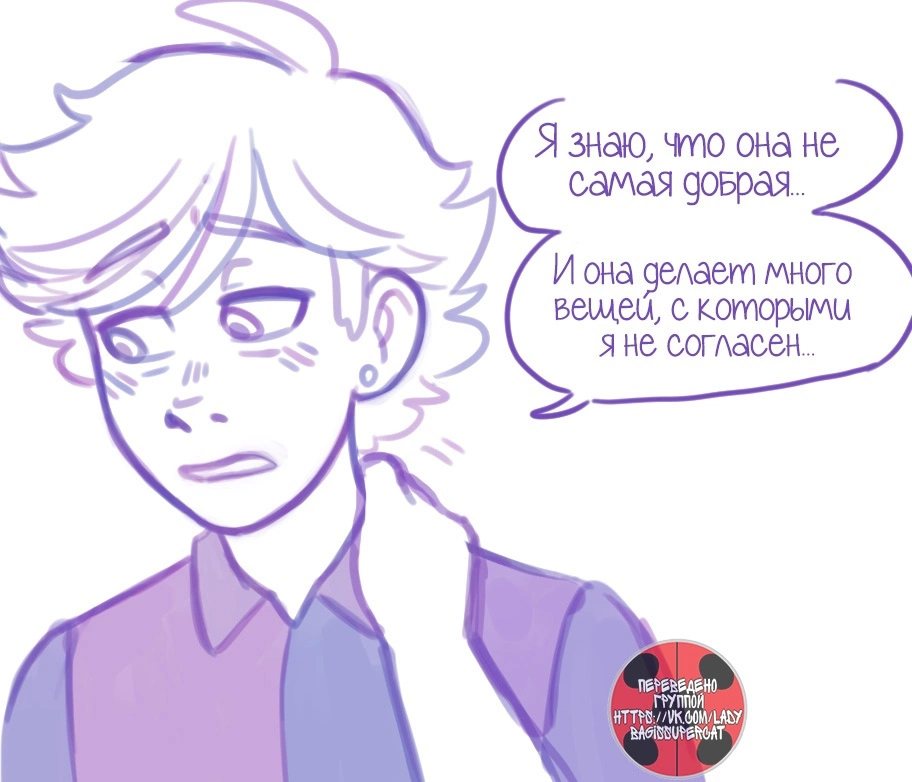 Я знаю, что она не
самая добрая...
И она делает много
вещей, с которыми
я не согласен...
ПЕРЕВЕДЕНО
ГРУППОЙ
HTTPS://VK.COM/LADY
BAGISSUPERCAT